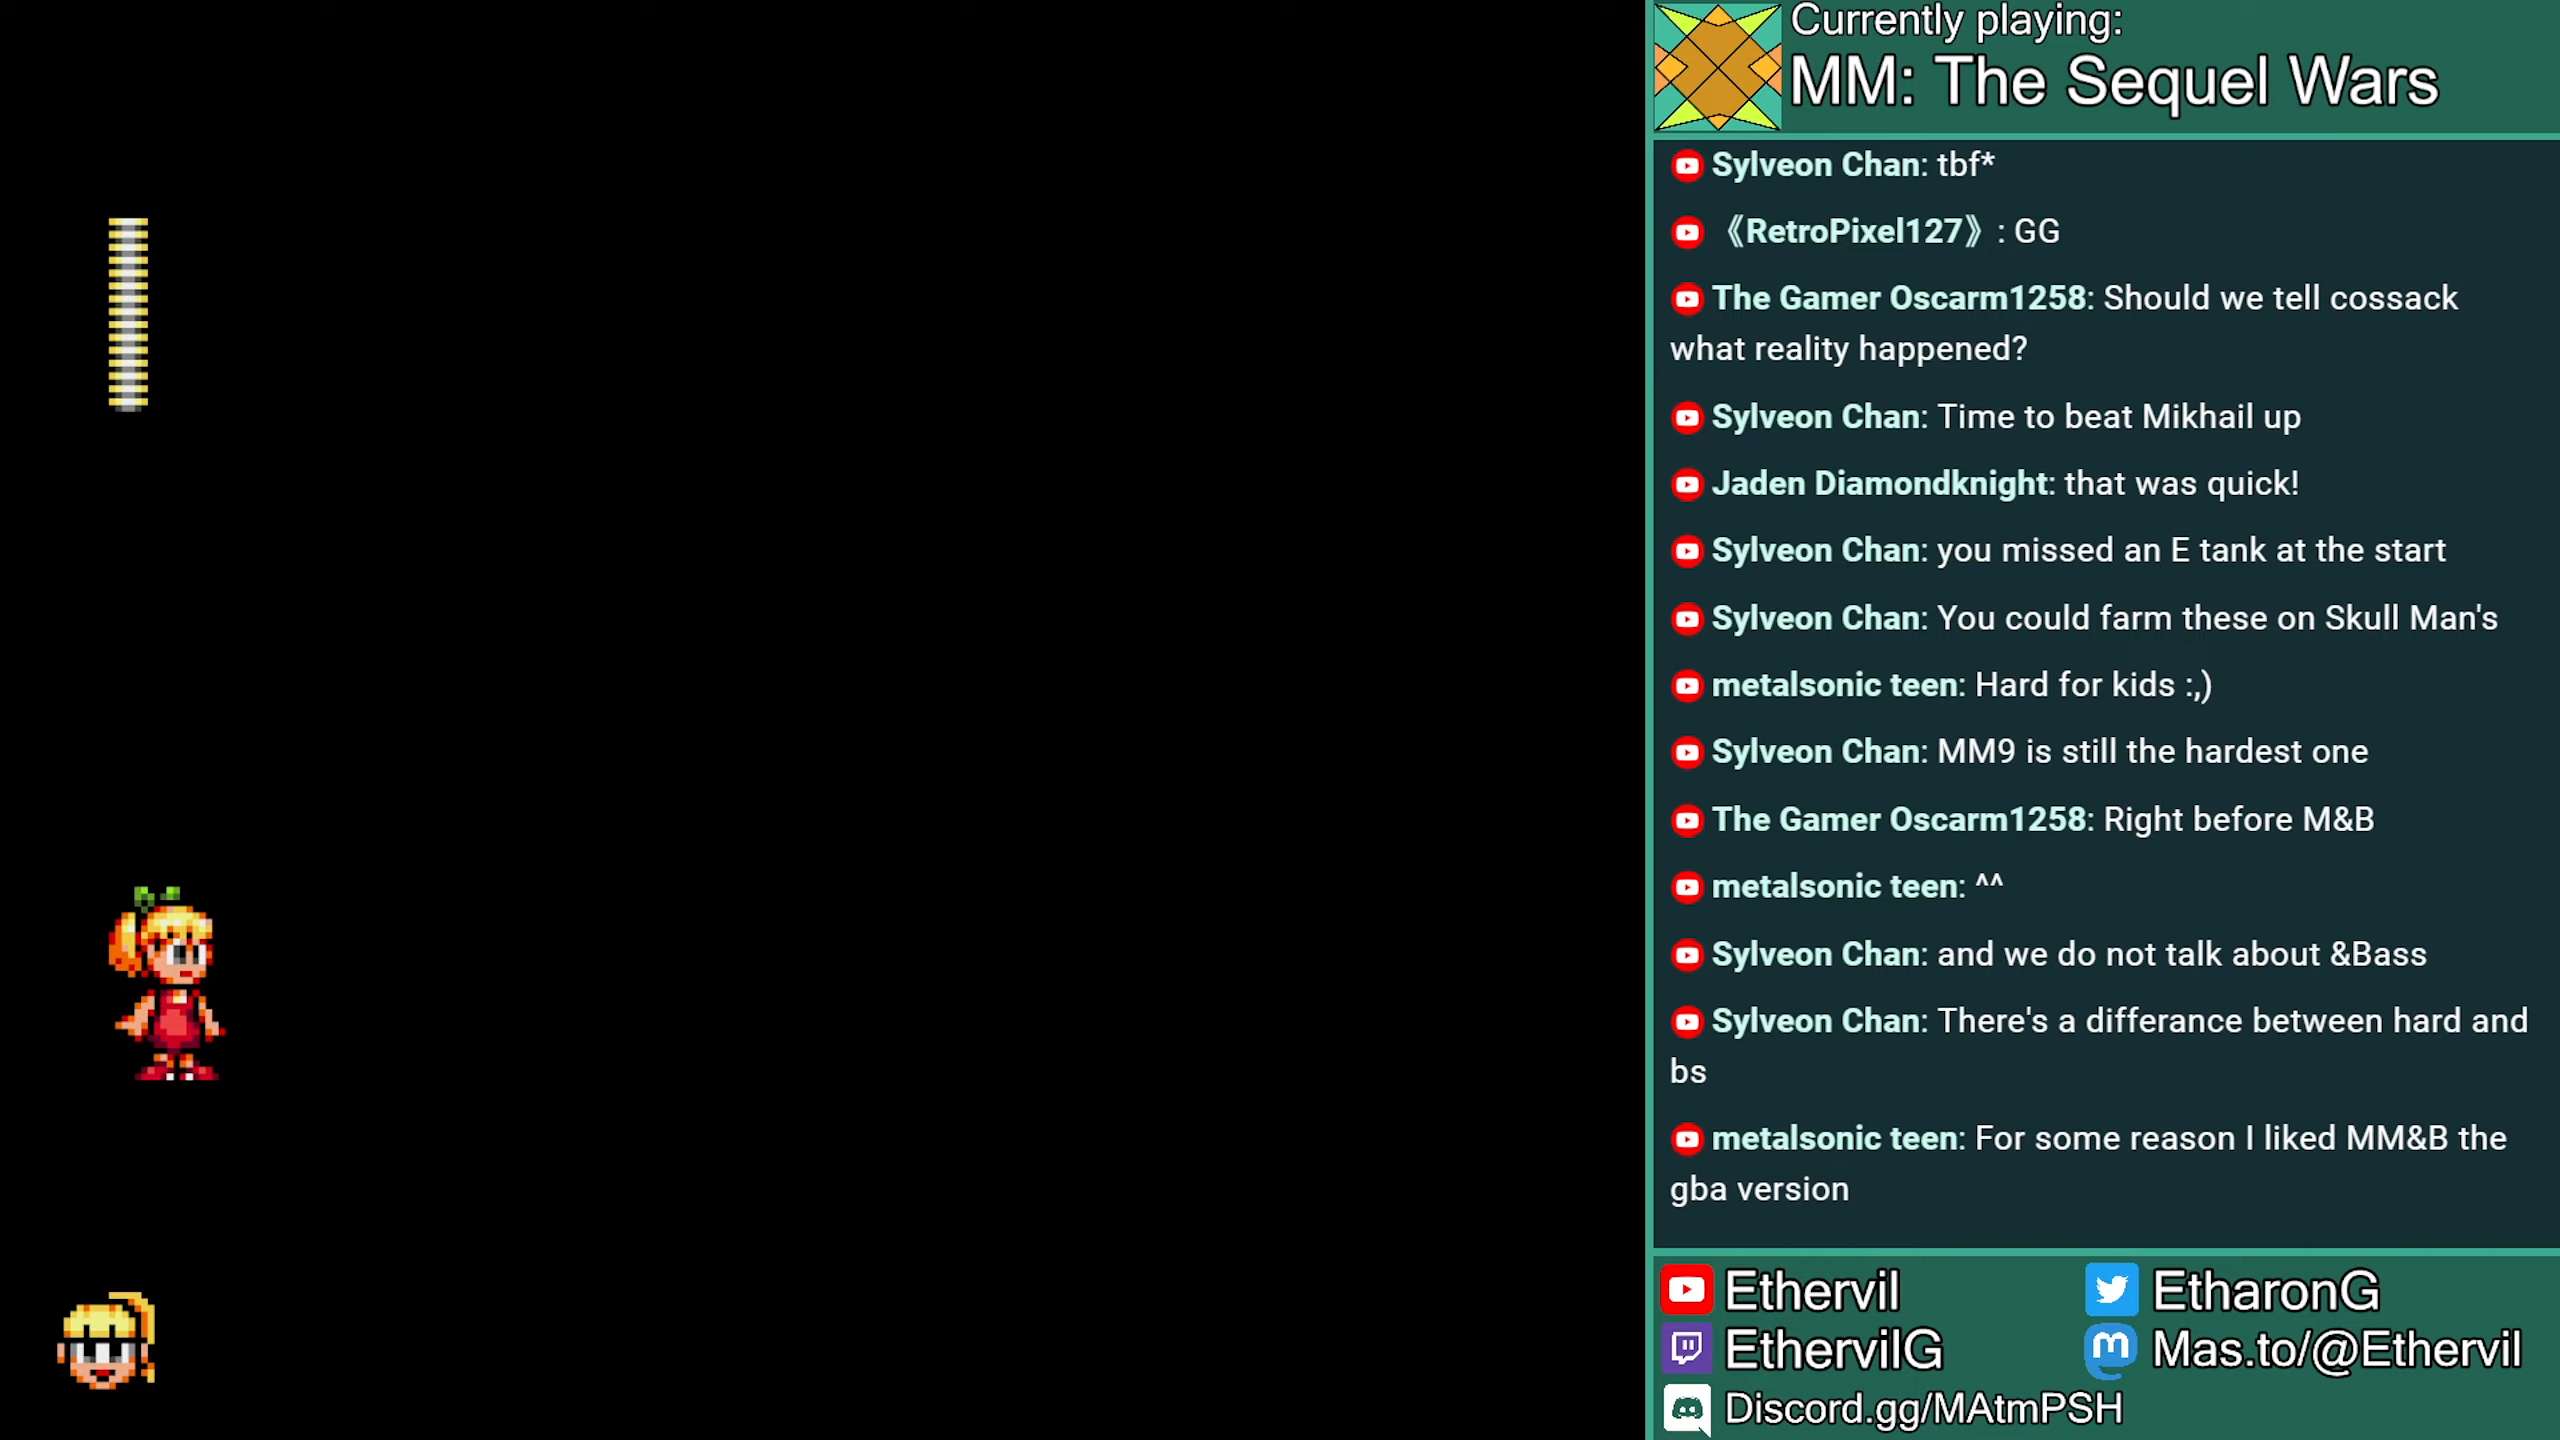 Currently playing:
MM: The Sequel Wars
Sylveon Chan: tbf*
《RetroPixel127》: GG
The Gamer Oscarm1258: Should we tell cossack
what reality happened?
Sylveon Chan: Time to beat Mikhail up
Jaden Diamondknight: that was quick!
Sylveon Chan: you missed an E tank at the start
Sylveon Chan: You could farm these on Skull Man's
metalsonic teen: Hard for kids :,)
Sylveon Chan: MM9 is still the hardest one
The Gamer Oscarm1258: Right before M&B
metalsonic teen: ^^
Sylveon Chan: and we do not talk about &Bass
Sylveon Chan: There's a differance between hard and
bs
metalsonic teen: For some reason I liked MM&B the
gba version
Ethervil
EtharonG
EthervilG
Mas.to/@Ethervil
Discord.gg/MAtmPSH